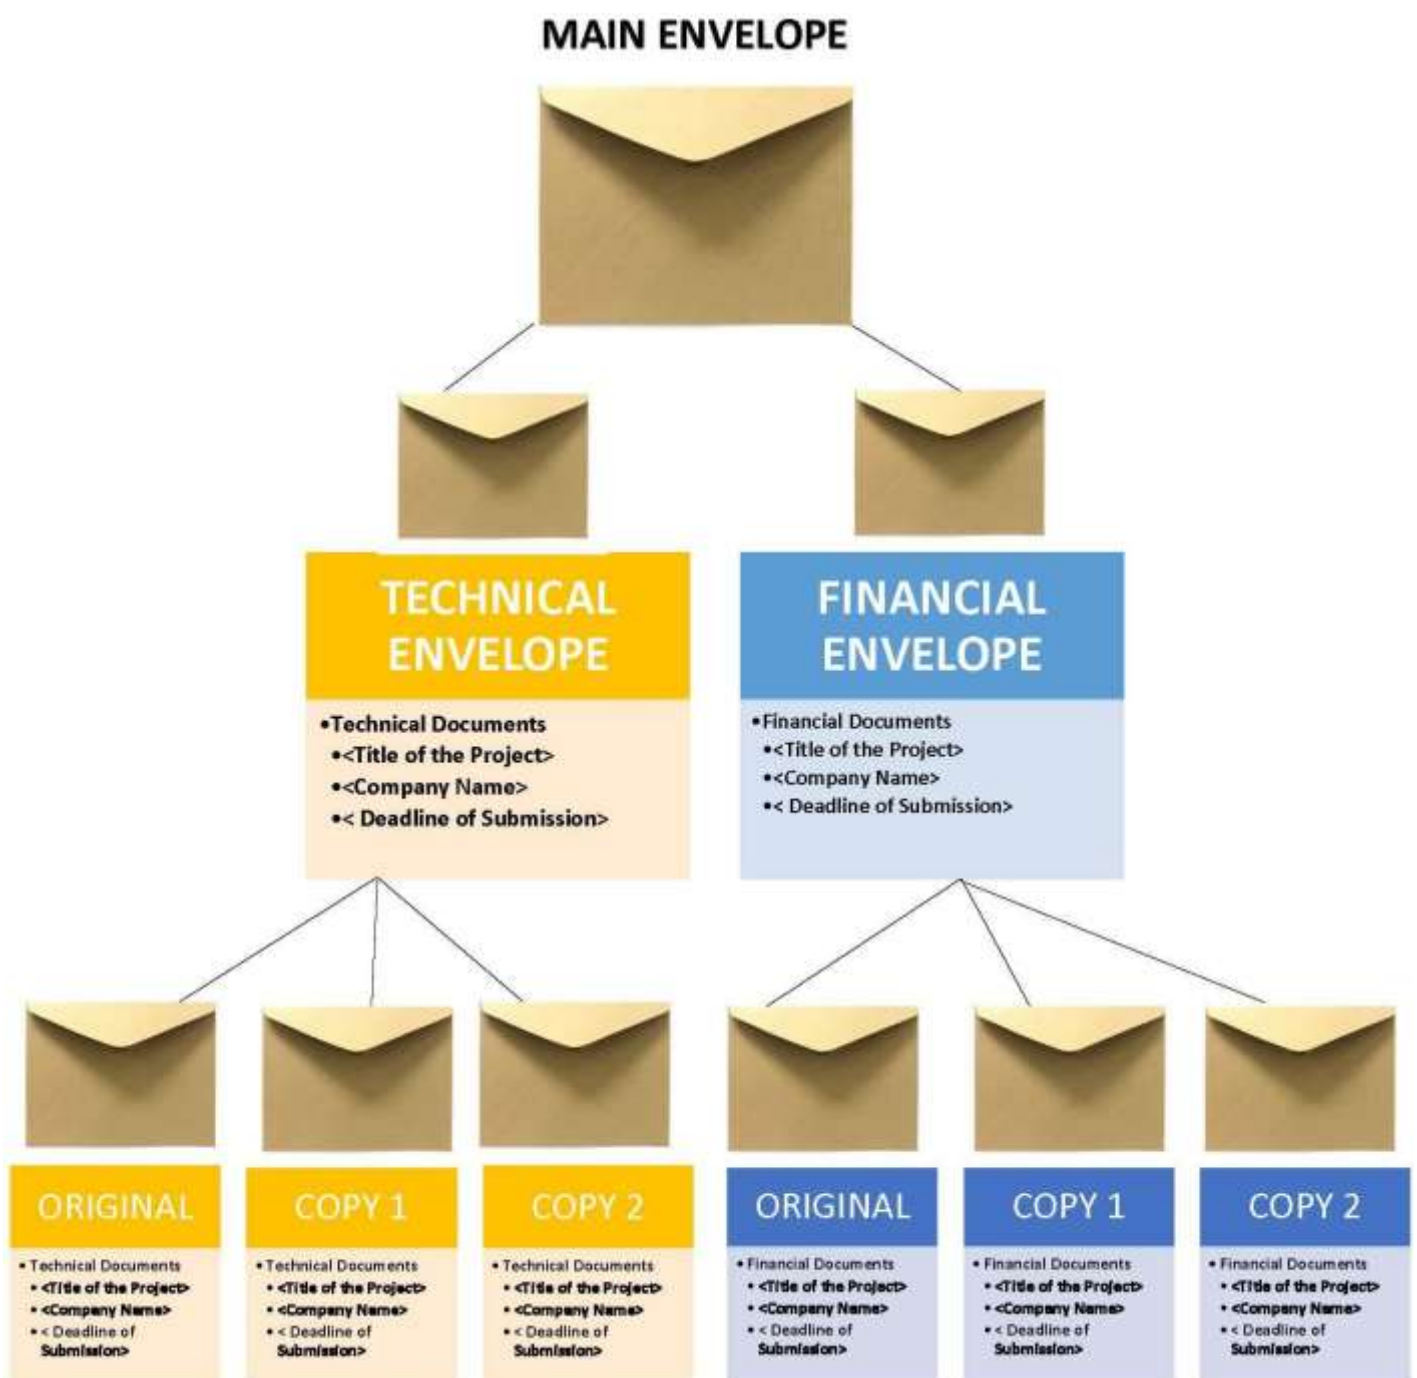 MAIN ENVELOPE
TECHNICAL
ENVELOPE
•Technical Documents
•<Title of the Project>
•<Company Name>
•< Deadline of Submission>
FINANCIAL
ENVELOPE
•Financial Documents
•<Title of the Project>
•<Company Name>
•< Deadline of Submission>
ORIGINAL
• Technical Documents
• <Title of the Project>
• <Company Name>
• < Deadline of
Submission>
COPY 1
• Technical Documents
• <Title of the Project>
• <Company Name>
• < Deadline of
Submission>
COPY 2
• Technical Documents
• <Title of the Project>
• <Company Name>
• < Deadline of
Submission>
ORIGINAL
• Financial Documents
• <Title of the Project>
• <Company Name>
• < Deadline of
Submission>
COPY 1
• Financial Documents
• <Title of the Project>
• <Company Name>
• < Deadline of
Submission>
COPY 2
• Financial Documents
• <Title of the Project>
• <Company Name>
• < Deadline of
Submission>